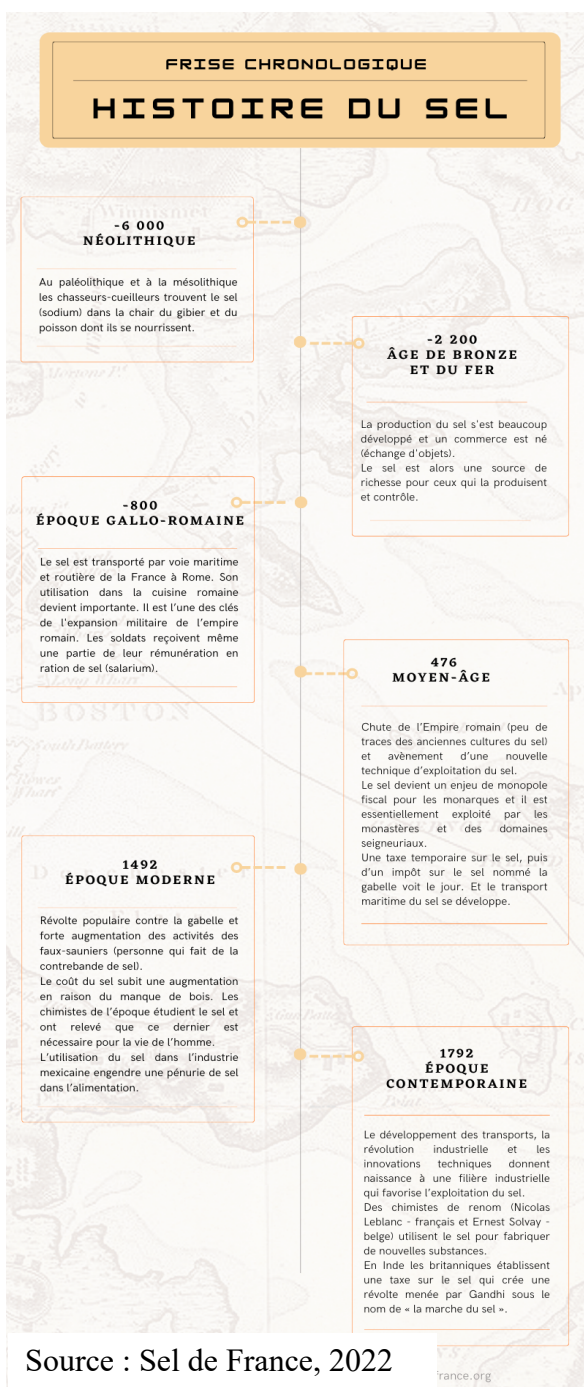 FRISE CHRONOLOGIQUE
HISTOIRE DU SEL
-6 000
NÉOLITHIQUE
Au paléolithique et à la mésolithique
les chasseurs-cueilleurs trouvent le sel
(sodium) dans la chair du gibier et du
poisson dont ils se nourrissent.
-2 200
ÂGE DE BRONZE
ET DU FER
La production du sel s'est beaucoup
développé et un commerce est né
(échange d'objets).
Le sel est alors une source de
richesse pour ceux qui la produisent
et contrôle.
-800
ÉPOQUE GALLO-ROMAINE
Le sel est transporté par voie maritime
et routière de la France à Rome. Son
utilisation dans la cuisine romaine
devient importante. Il est l'une des clés
de l'expansion militaire de l'empire
romain. Les soldats reçoivent même
une partie de leur rémunération en
ration de sel (salarium).
476
MOYEN-ÂGE
Chute de l'Empire romain (peu de
traces des anciennes cultures du sel)
et avènement d'une nouvelle
technique d'exploitation du sel.
Le sel devient un enjeu de monopole
fiscal pour les monarques et il est
essentiellement exploité par les
monastères et des domaines
seigneuriaux.
Une taxe temporaire sur le sel, puis
d'un impôt sur le sel nommé la
gabelle voit le jour. Et le transport
maritime du sel se développe.
1492
ÉPOQUE MODERNE
Révolte populaire contre la gabelle et
forte augmentation des activités des
faux-sauniers (personne qui fait de la
contrebande de sel).
Le coût du sel subit une augmentation
en raison du manque de bois. Les
chimistes de l'époque étudient le sel et
ont relevé que ce dernier est
nécessaire pour la vie de l'homme.
L'utilisation du sel dans l'industrie
mexicaine engendre une pénurie de sel
dans l'alimentation.
1792
ÉPOQUE
CONTEMPORAINE
Le développement des transports, la
révolution industrielle et les
innovations techniques donnent
naissance à une filière industrielle
qui favorise l'exploitation du sel.
Des chimistes de renom (Nicolas
Leblanc - français et Ernest Solvay -
belge) utilisent le sel pour fabriquer
de nouvelles substances.
En Inde les britanniques établissent
une taxe sur le sel qui crée une
révolte menée par Gandhi sous le
nom de « la marche du sel ».
Source : Sel de France, 2022
france.org
BOSTON